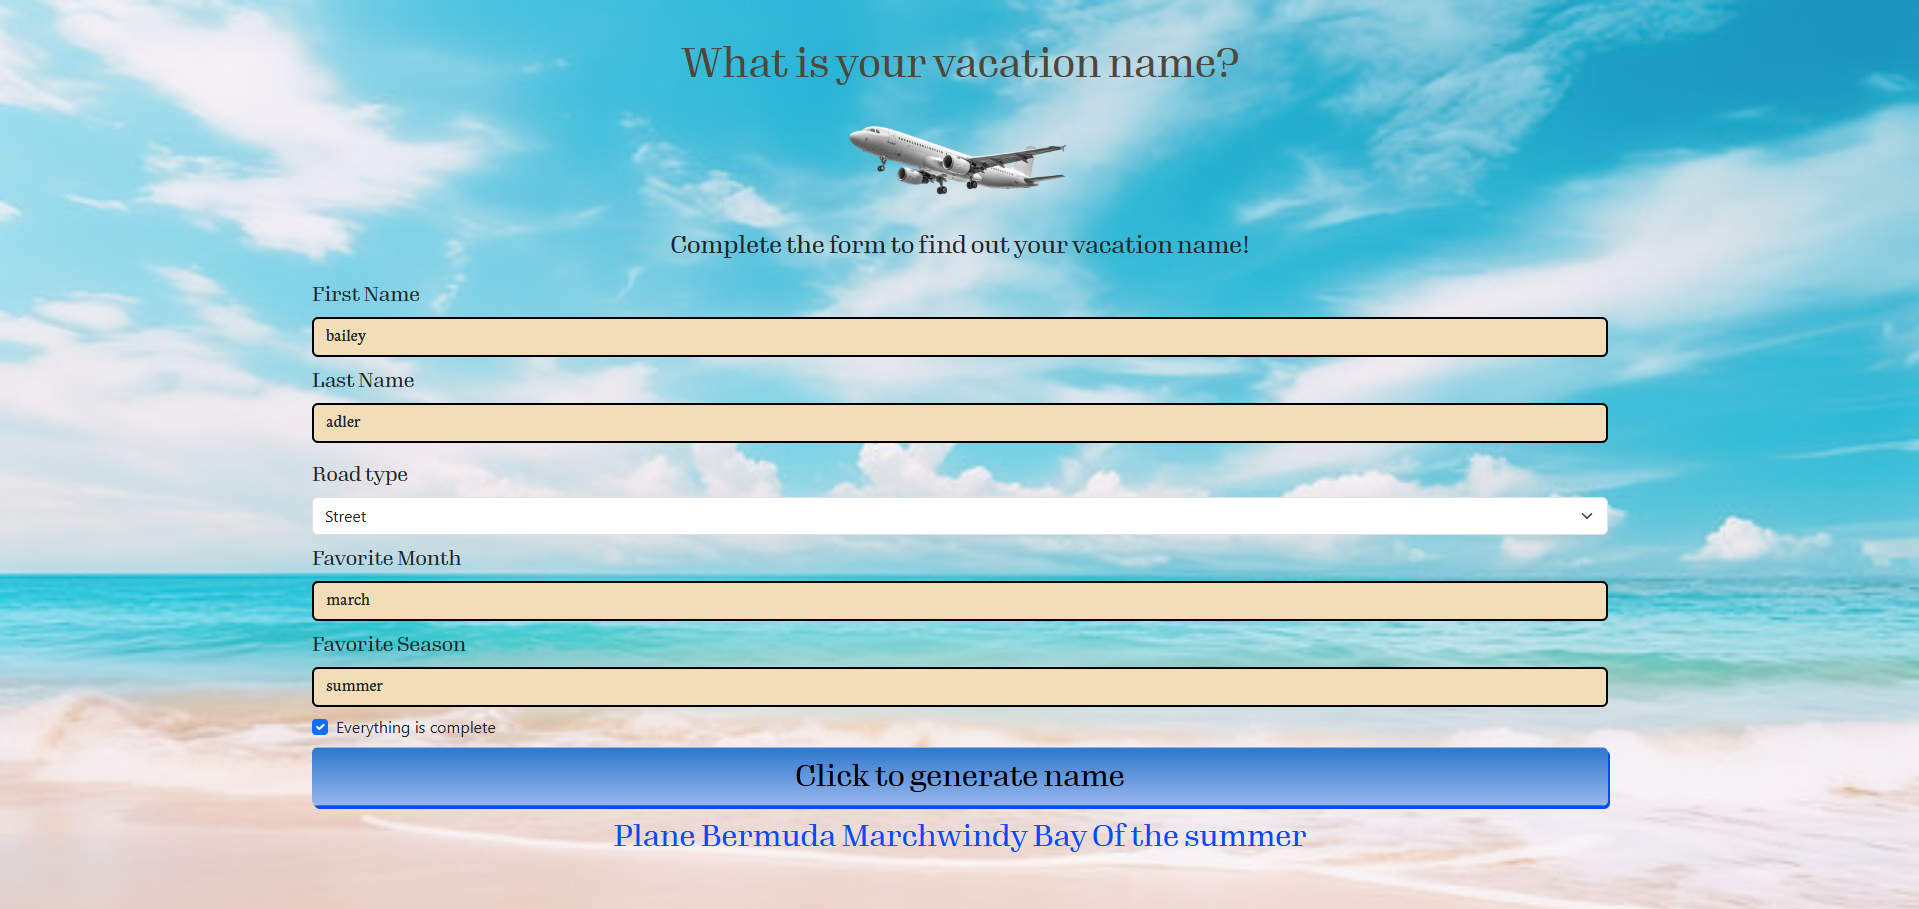 What is your vacation name?
Complete the form to find out your vacation name!
First Name
bailey
Last Name
adler
Road type
Street
Favorite Month
march
Favorite Season
summer
Everything is complete
Click to generate name
Plane Bermuda Marchwindy Bay Of the summer